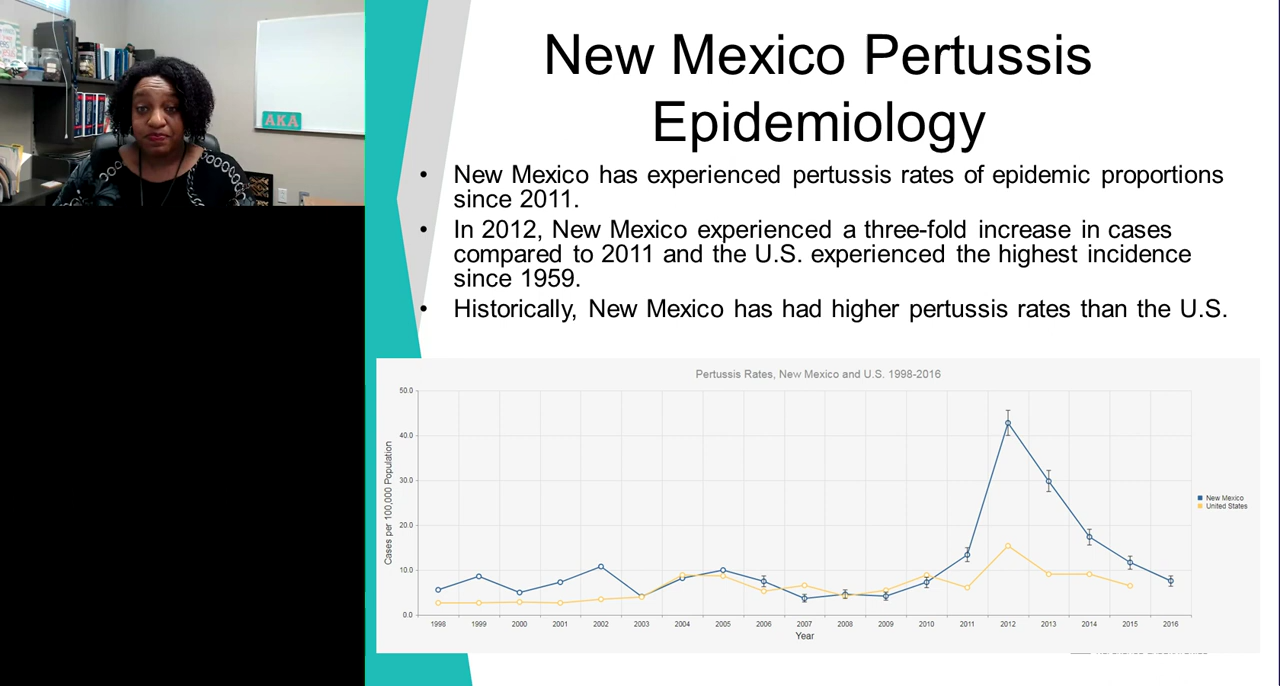 AKA
New Mexico Pertussis
Epidemiology
• New Mexico has experienced pertussis rates of epidemic proportions
since 2011.
• In 2012, New Mexico experienced a three-fold increase in cases
compared to 2011 and the U.S. experienced the highest incidence
since 1959.
• Historically, New Mexico has had higher pertussis rates than the U.S.
Pertussis Rates, New Mexico and U.S. 1998-2016
Cases per 100,000 Population
50.0
40.0
30.0
20.0
10.0
0.0
1998 1999 2000 2001 2002 2003 2004 2005 2006 2007 2008 2009 2010 2011 2012 2013 2014 2015 2016
Year
New Mexico
United States